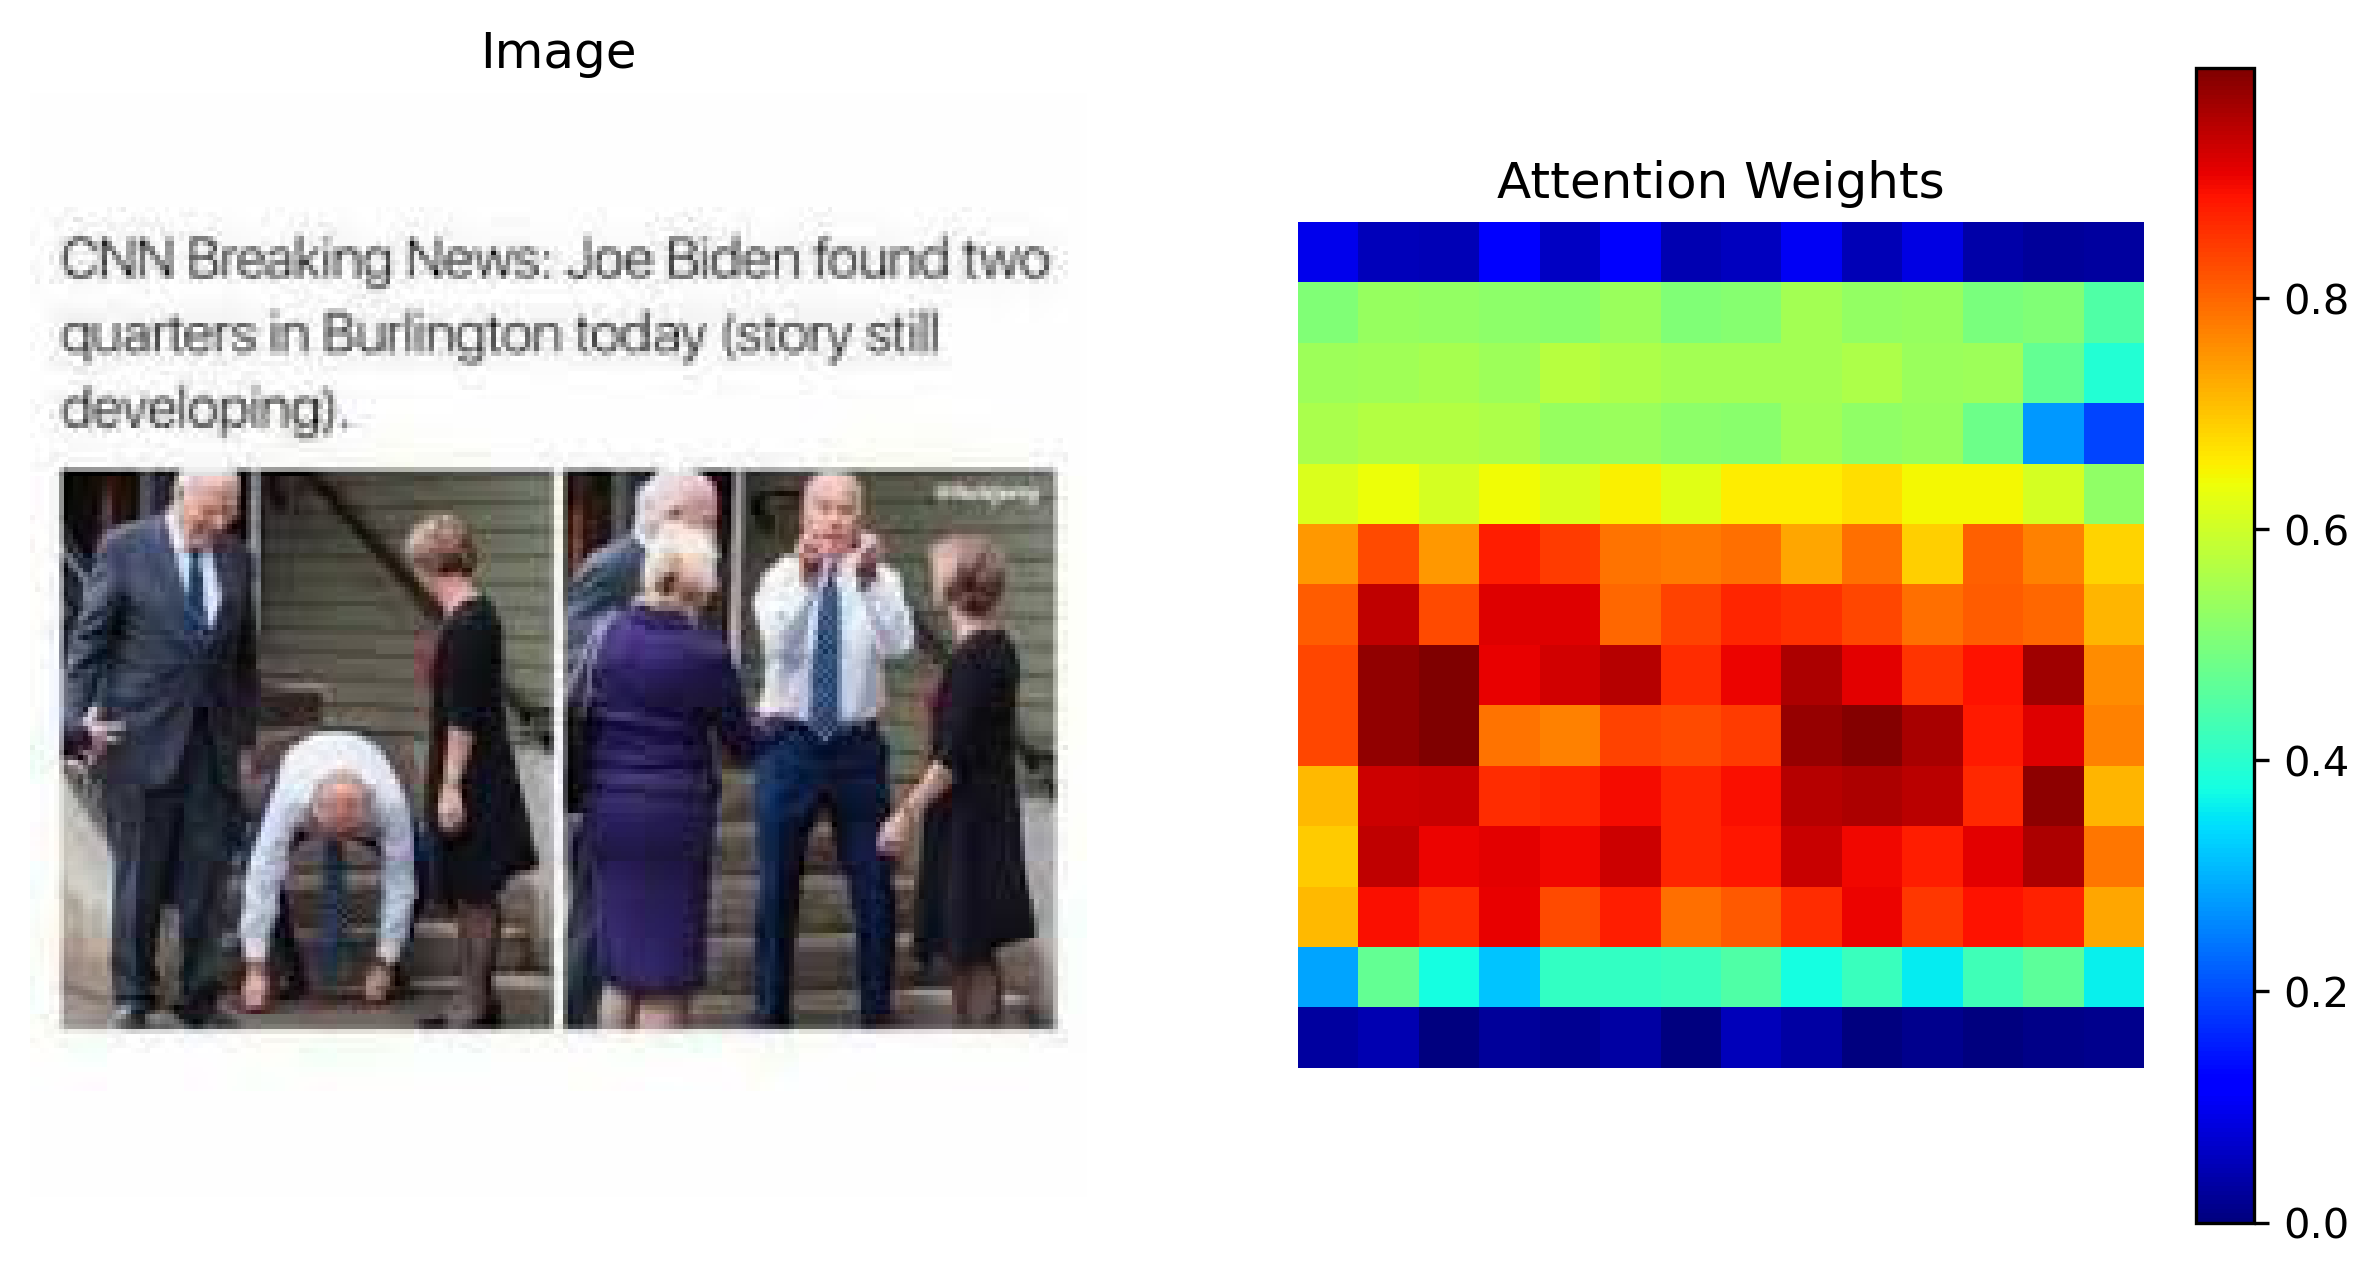 Image
CNN Breaking News: Joe Biden found two
quarters in Burlington today (story still
developing).
Attention Weights
0.8
0.6
0.4
0.2
0.0